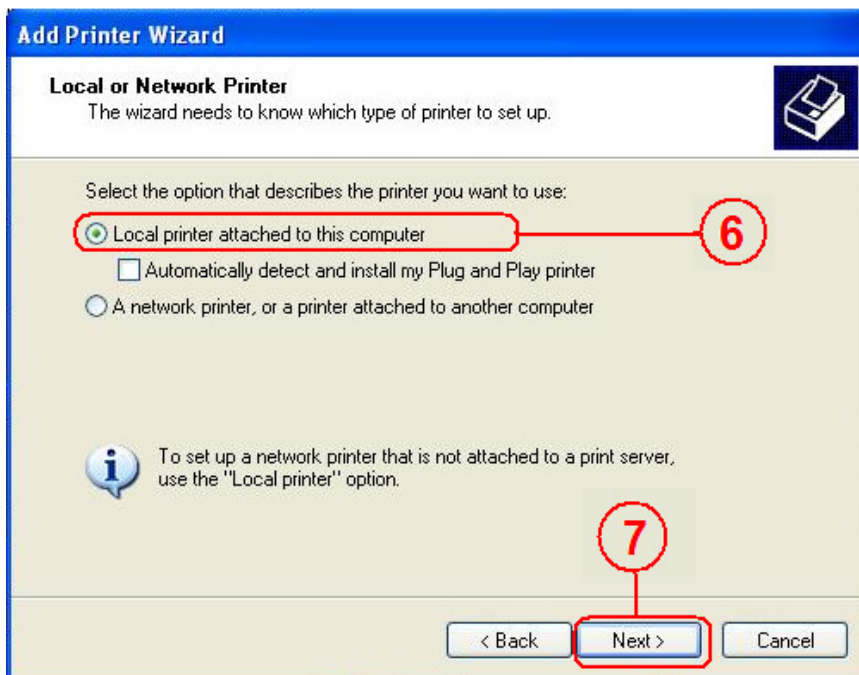 Add Printer Wizard
Local or Network Printer
The wizard needs to know which type of printer to set up.
Select the option that describes the printer you want to use:
Local printer attached to this computer
6
Automatically detect and install my Plug and Play printer
A network printer, or a printer attached to another computer
To set up a network printer that is not attached to a print server,
use the "Local printer" option.
7
< Back Next > Cancel